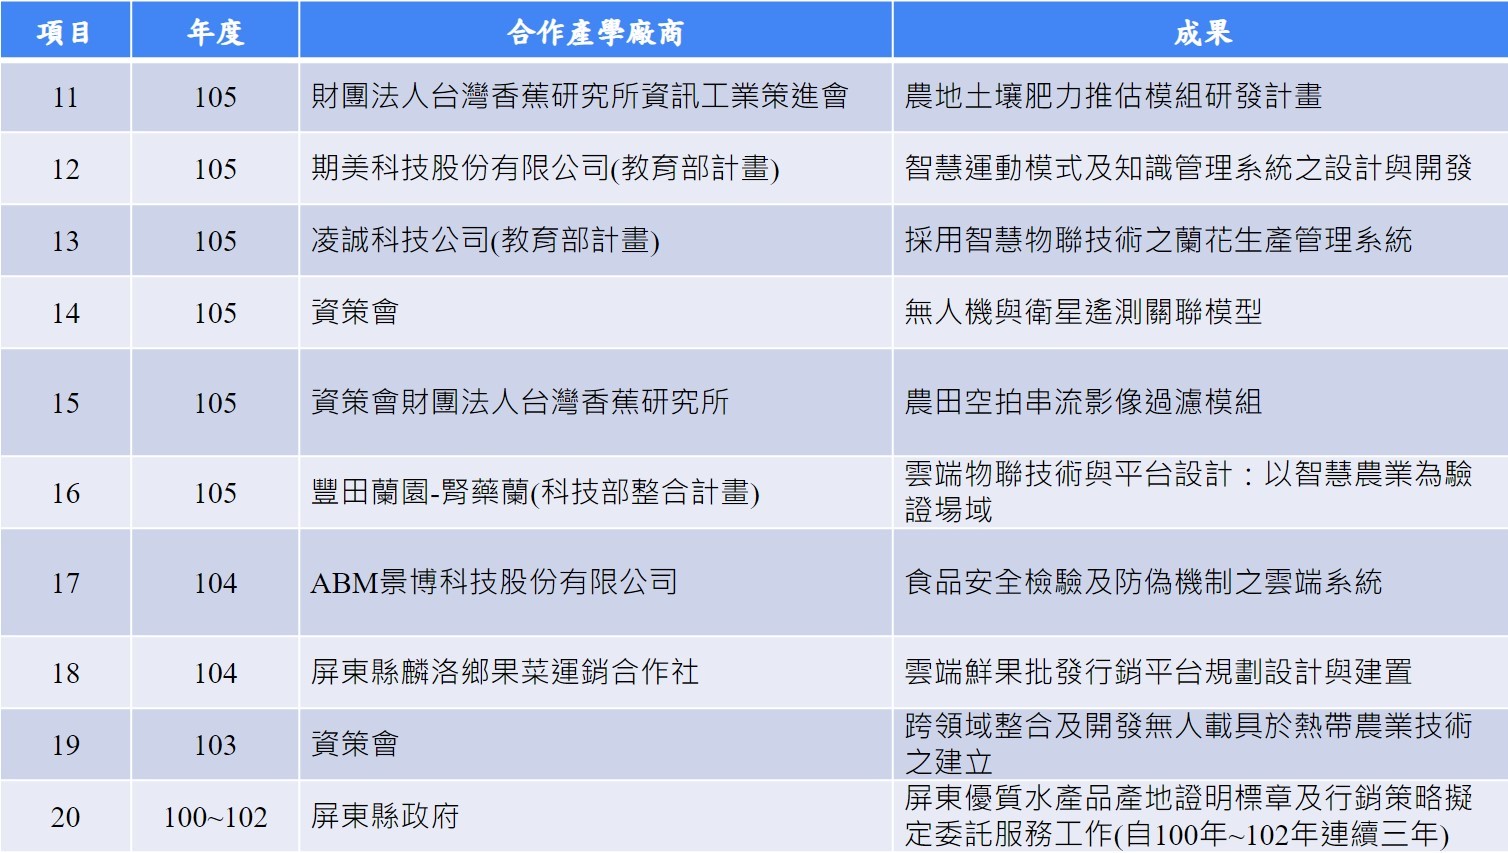 項目 年度 合作產學廠商 成果
11 105 財團法人台灣香蕉研究所資訊工業策進會 農地土壤肥力推估模組研發計畫
12 105 期美科技股份有限公司(教育部計畫) 智慧運動模式及知識管理系統之設計與開發
13 105 凌誠科技公司(教育部計畫) 採用智慧物聯技術之蘭花生產管理系統
14 105 資策會 無人機與衛星遙測關聯模型
15 105 資策會財團法人台灣香蕉研究所 農田空拍串流影像過濾模組
16 105 豐田蘭園-腎藥蘭(科技部整合計畫) 雲端物聯技術與平台設計：以智慧農業為驗
證場域
17 104 ABM景博科技股份有限公司 食品安全檢驗及防偽機制之雲端系統
18 104 屏東縣麟洛鄉果菜運銷合作社 雲端鮮果批發行銷平台規劃設計與建置
19 103 資策會 跨領域整合及開發無人載具於熱帶農業技術
之建立
20 100~102 屏東縣政府 屏東優質水產品產地證明標章及行銷策略擬
定委託服務工作(自100年~102年連續三年)